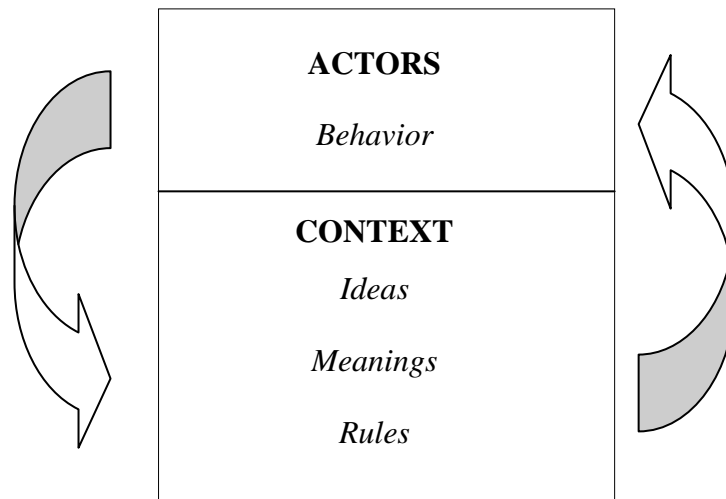 ACTORS
Behavior
CONTEXT
Ideas
Meanings
Rules